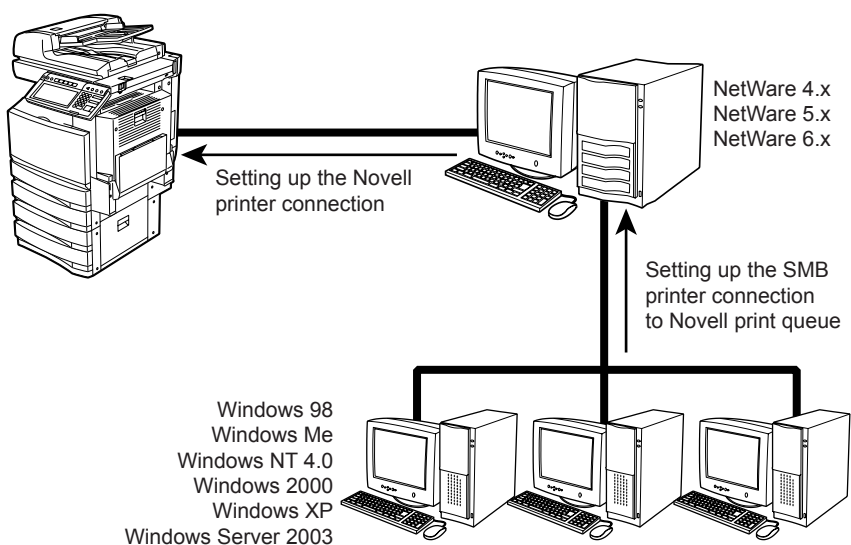 NetWare 4.x
NetWare 5.x
NetWare 6.x
Setting up the Novell
printer connection
Setting up the SMB
printer connection
to Novell print queue
Windows 98
Windows Me
Windows NT 4.0
Windows 2000
Windows XP
Windows Server 2003